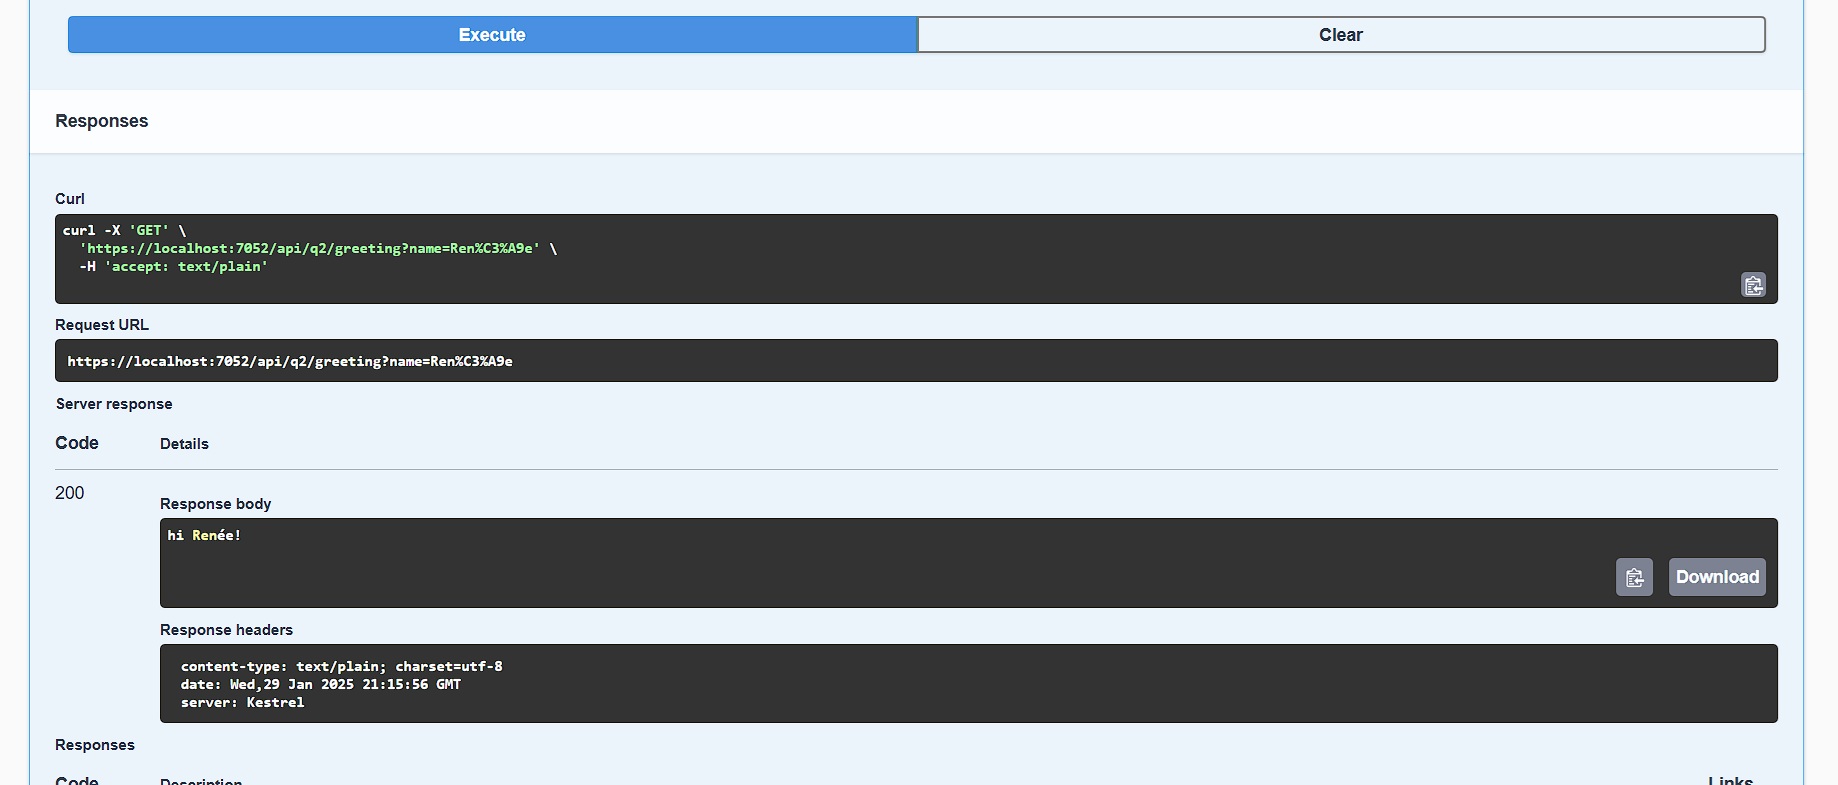 Execute
Clear
Responses
Curl
curl -X 'GET' \
'https://localhost:7052/api/q2/greeting?name=Ren%C3%A9e' \
-H 'accept: text/plain'
Request URL
https://localhost:7052/api/q2/greeting?name=Ren%C3%A9e
Server response
Code Details
200
Response body
hi Renée!
Download
Response headers
content-type: text/plain; charset=utf-8
date: Wed,29 Jan 2025 21:15:56 GMT
server: Kestrel
Responses
Code Description Links